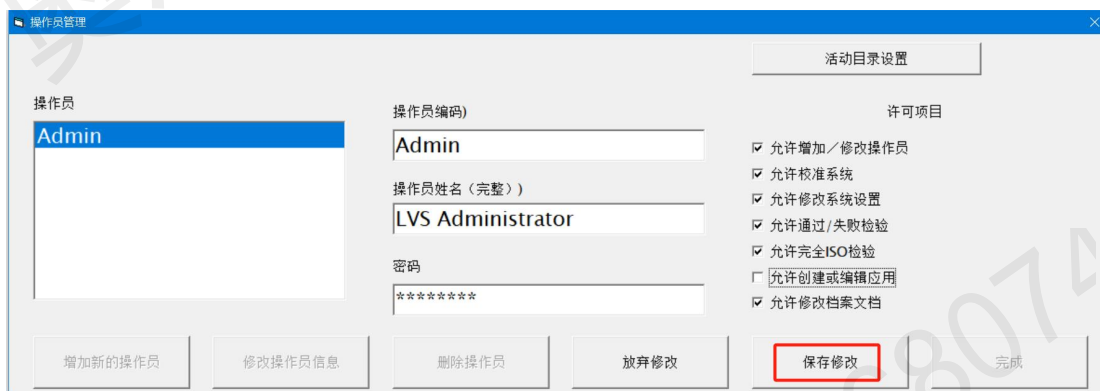 操作员管理
活动目录设置
操作员
Admin
操作员编码)
Admin
操作员姓名（完整）)
LVS Administrator
密码
********
许可项目
允许增加／修改操作员
允许校准系统
允许修改系统设置
允许通过/失败检验
允许完全ISO检验
允许创建或编辑应用
允许修改档案文档
增加新的操作员
修改操作员信息
删除操作员
放弃修改
保存修改
完成